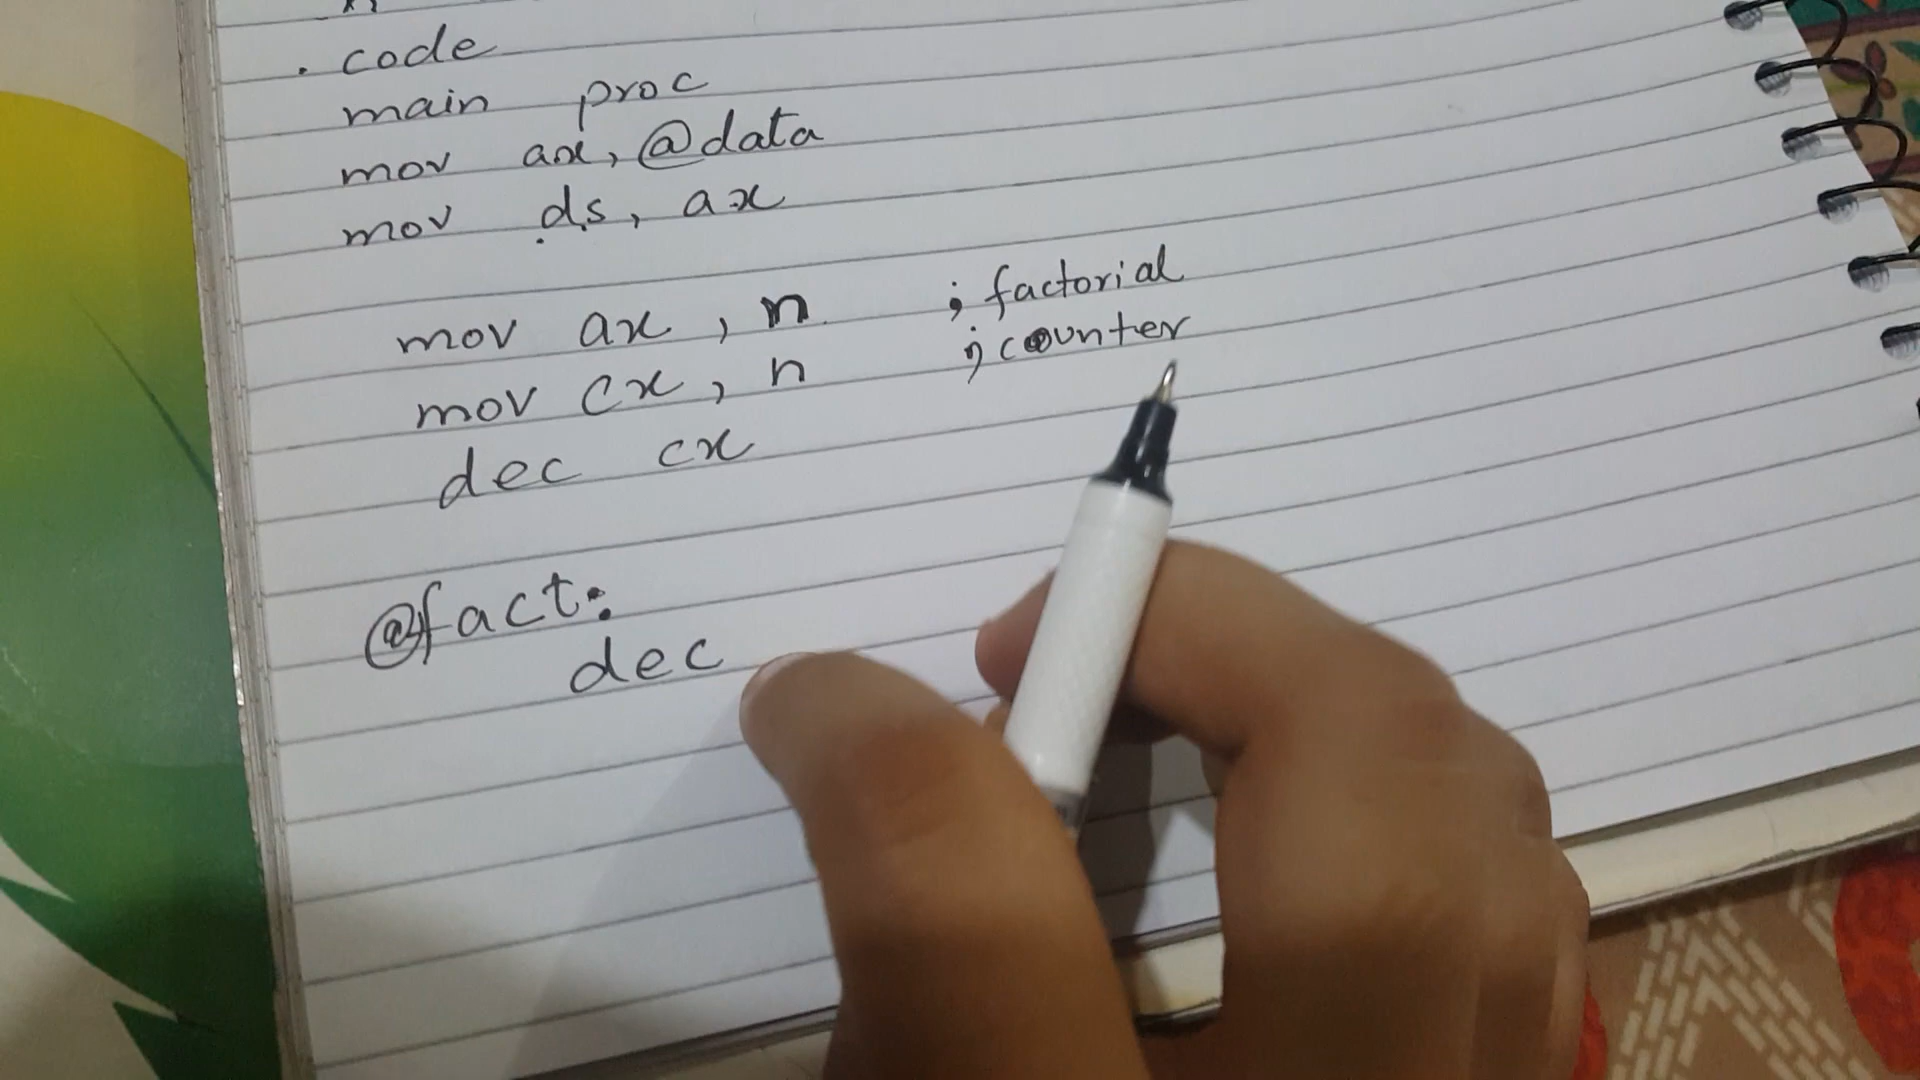 . code
main proc
mov ax, @data
mov ds, ax
mov ax, n ; factorial
mov cx, n ; counter
dec cx
@fact:
dec